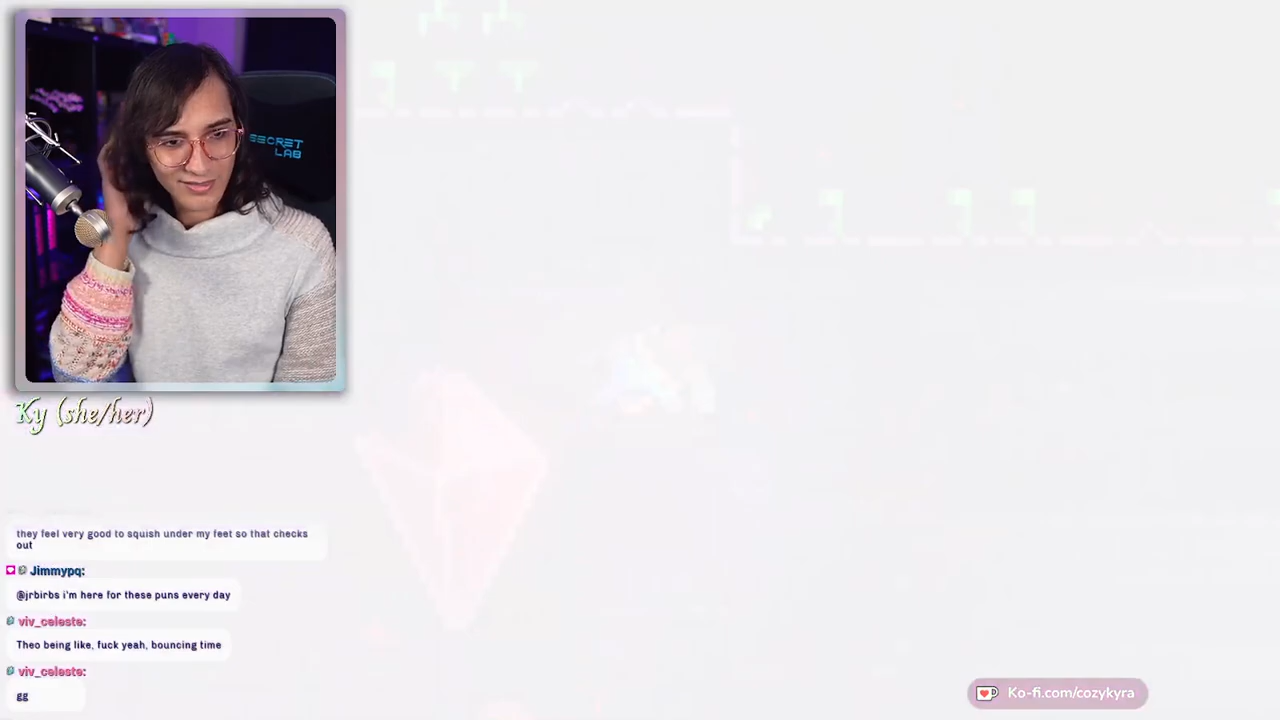 SECRET
LAB
Ky (she/her)
they feel very good to squish under my feet so that checks
out
Jimmypq:
@jrbirbs i'm here for these puns every day
viv_celeste:
Theo being like, fuck yeah, bouncing time
viv_celeste:
gg
Ko-fi.com/cozykyra